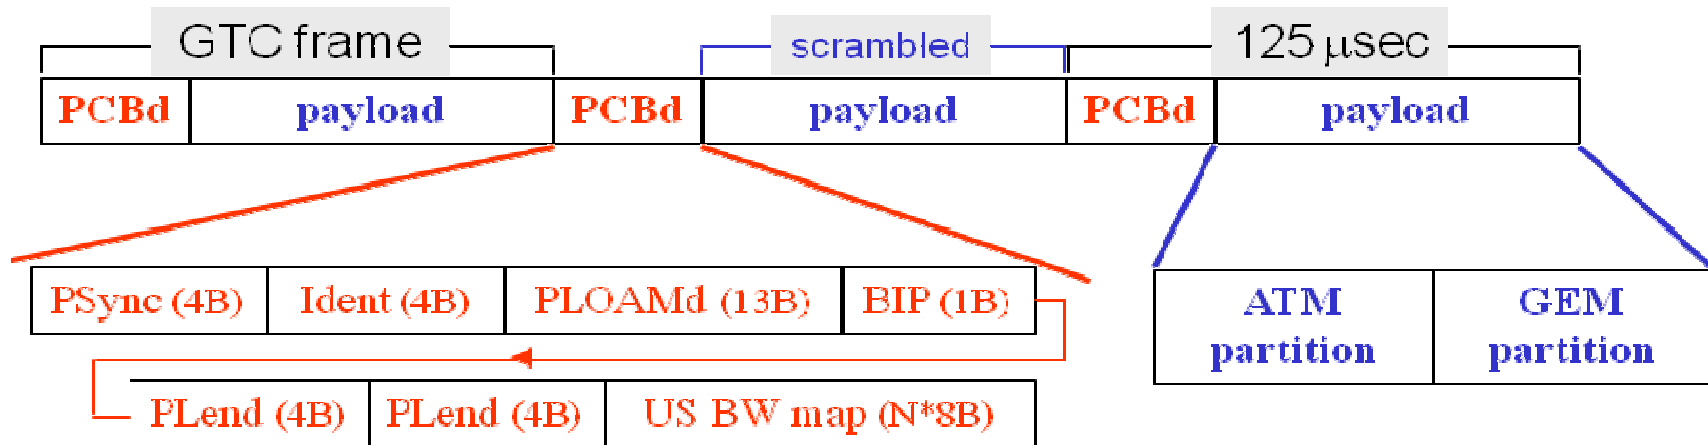 GTC frame scrambled 125 μsec
PCBd payload PCBd payload PCBd payload
PSync (4B) Ident (4B) PLOAMd (13B) BIP (1B)
ATM partition
GEM partition
PLend (4B) PLend (4B) US BW map (N*8B)